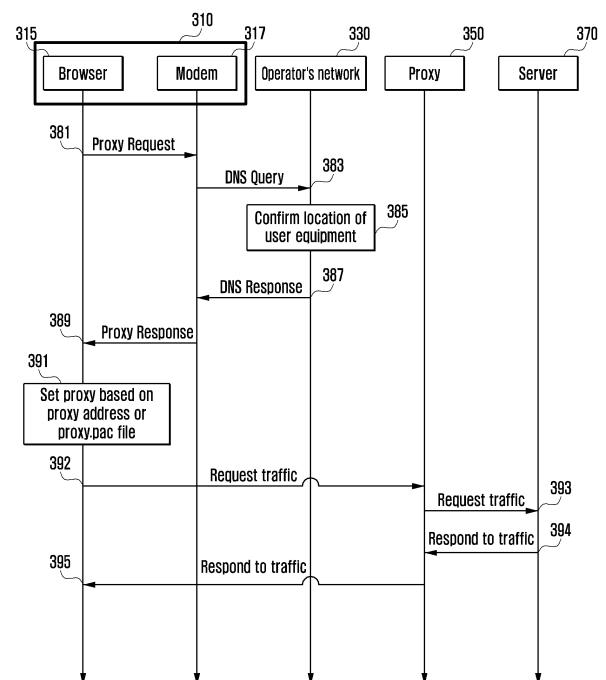 310
315
317
330
350
370
Browser
Modem
Operator's network
Proxy
Server
381
Proxy Request
DNS Query
383
Confirm location of
user equipment
385
DNS Response
387
389
Proxy Response
391
Set proxy based on
proxy address or
proxy.pac file
392
Request traffic
Request traffic
393
Respond to traffic
394
395
Respond to traffic